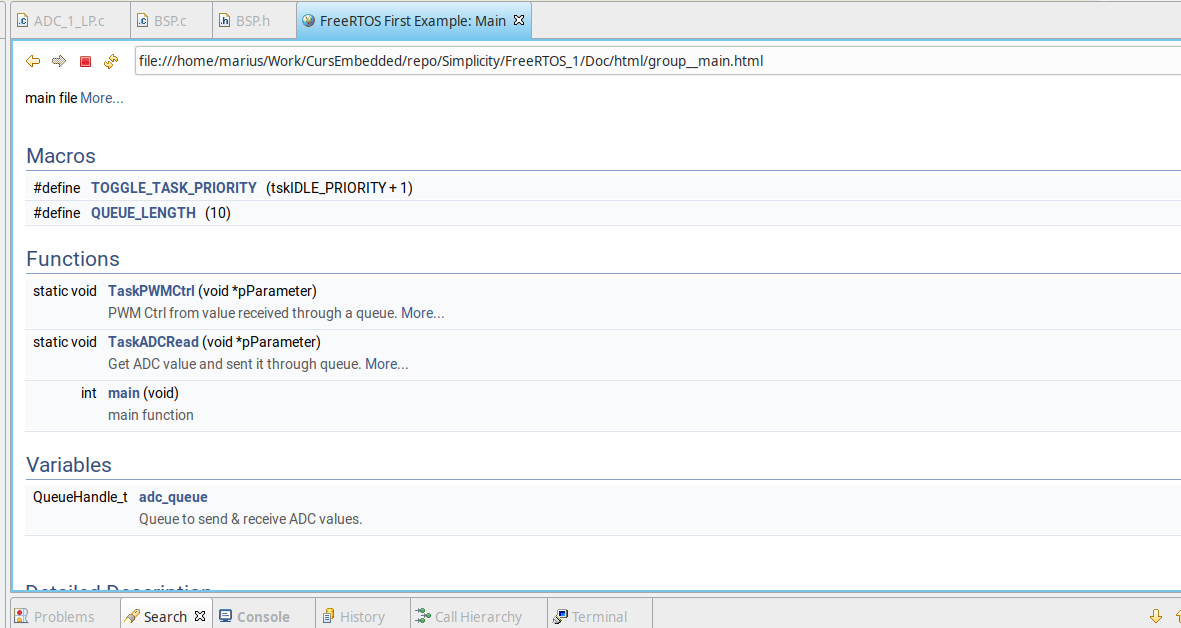 ADC_1_LP.c BSP.c BSP.h FreeRTOS First Example: Main
file:///home/marius/Work/CursEmbedded/repo/Simplicity/FreeRTOS_1/Doc/html/group__main.html
main file More...
Macros
#define TOGGLE_TASK_PRIORITY (tskIDLE_PRIORITY + 1)
#define QUEUE_LENGTH (10)
Functions
static void TaskPWMCtrl (void *pParameter)
PWM Ctrl from value received through a queue. More...
static void TaskADCRead (void *pParameter)
Get ADC value and sent it through queue. More...
int main (void)
main function
Variables
QueueHandle_t adc_queue
Queue to send & receive ADC values.
Detailed Description
Problems Search Console History Call Hierarchy Terminal